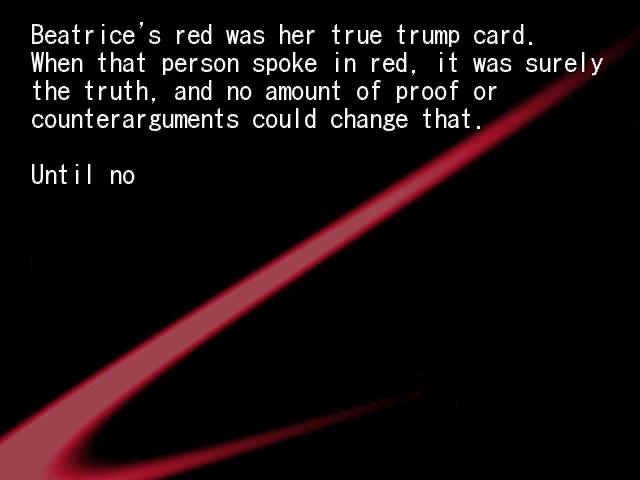 Beatrice's red was her true trump card.
When that person spoke in red, it was surely
the truth, and no amount of proof or
counterarguments could change that.
Until no